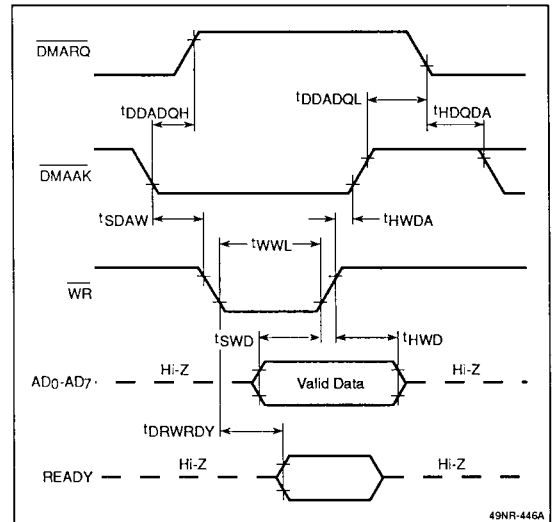 DMARQ
tDDADQH
tDDADQL
tHDQDA
DMAAK
tSDAW
tHWDA
tWWL
WR
tSWD
tHWD
AD0-AD7
Hi-Z
Valid Data
Hi-Z
tDRWRDY
READY
Hi-Z
Hi-Z
49NR-446A